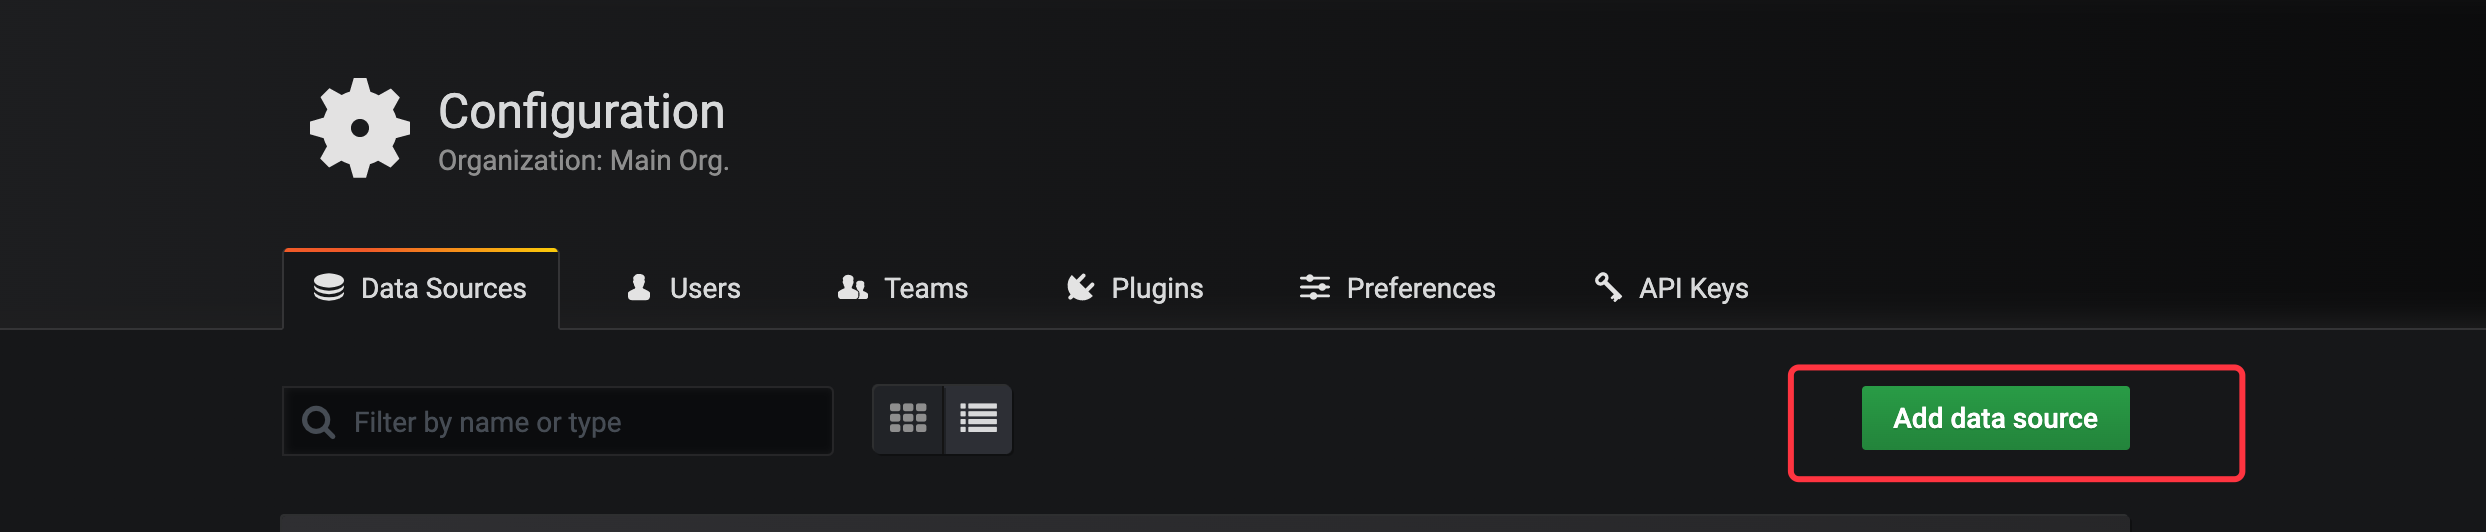 Configuration
Organization: Main Org.
Data Sources
Users
Teams
Plugins
Preferences
API Keys
Filter by name or type
Add data source